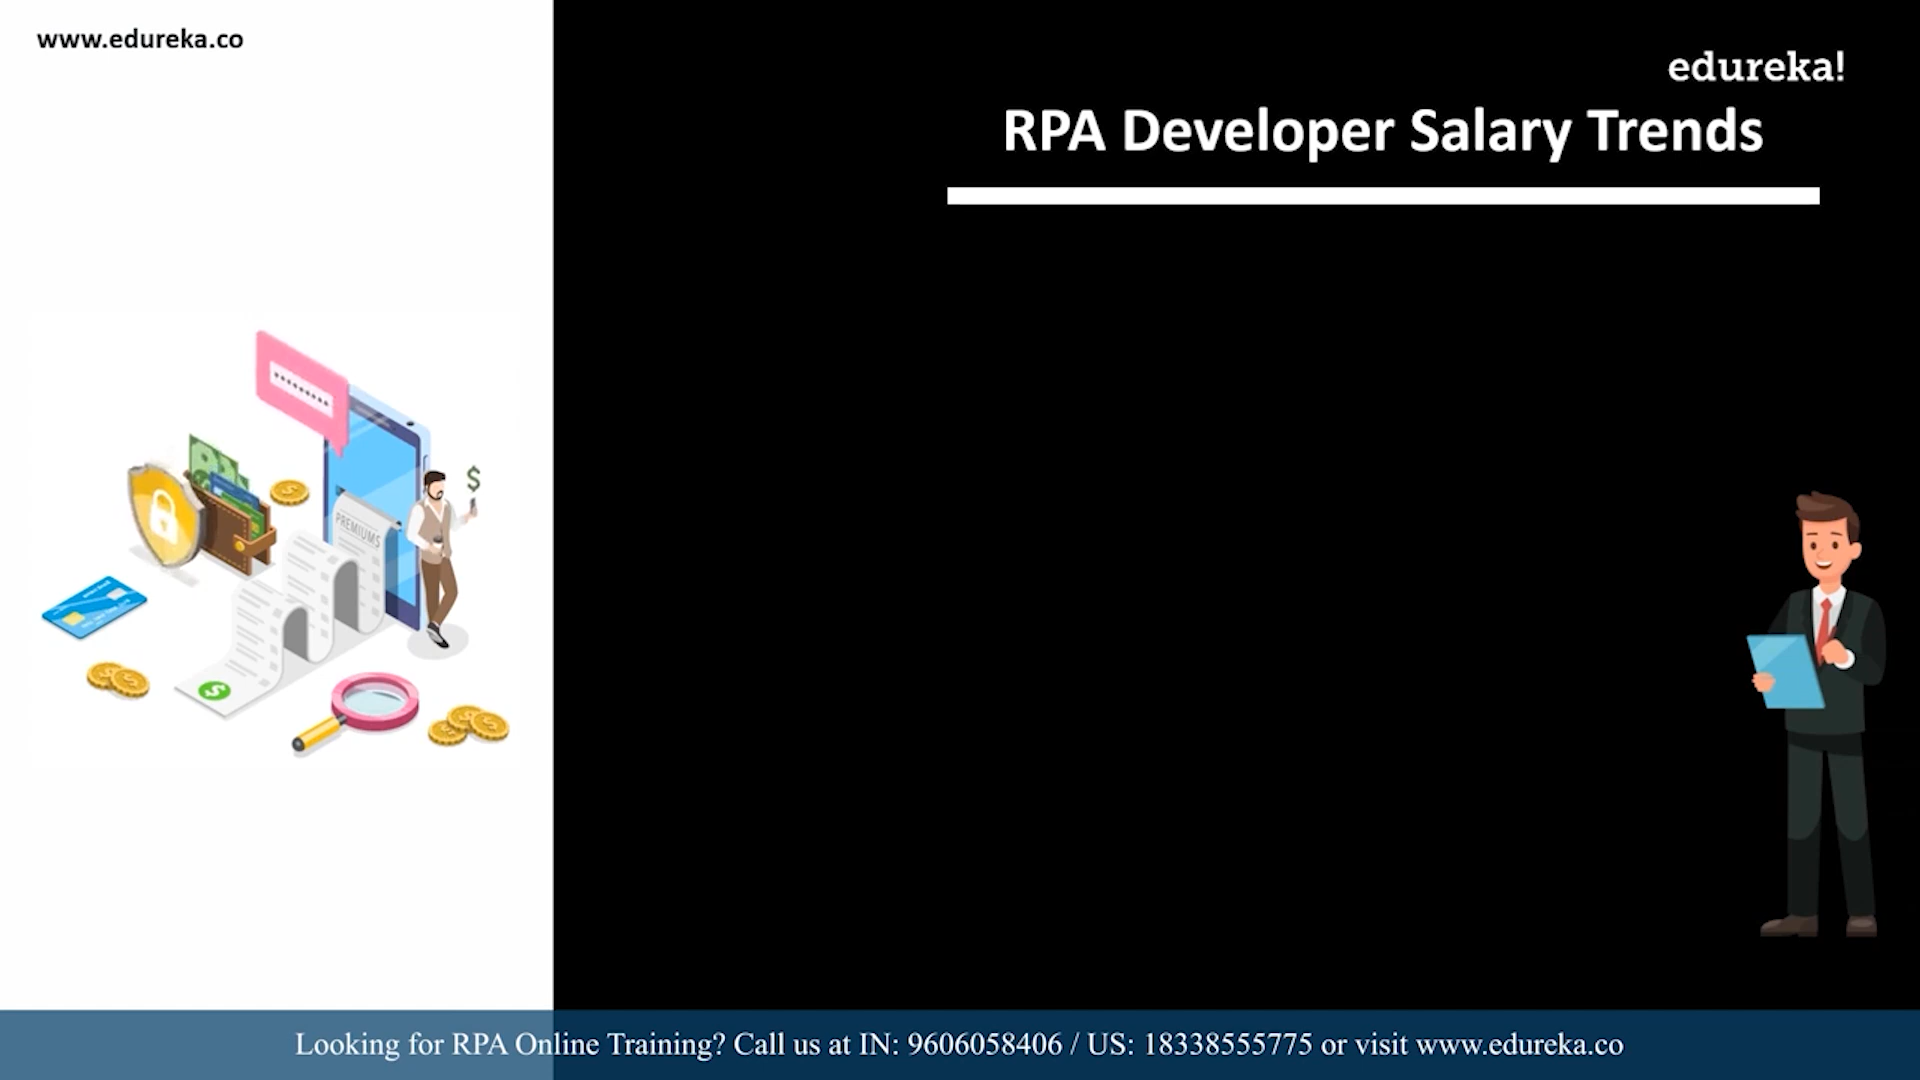 www.edureka.co
edureka!
RPA Developer Salary Trends
PREMIUMS
Looking for RPA Online Training? Call us at IN: 9606058406 / US: 18338555775 or visit www.edureka.co